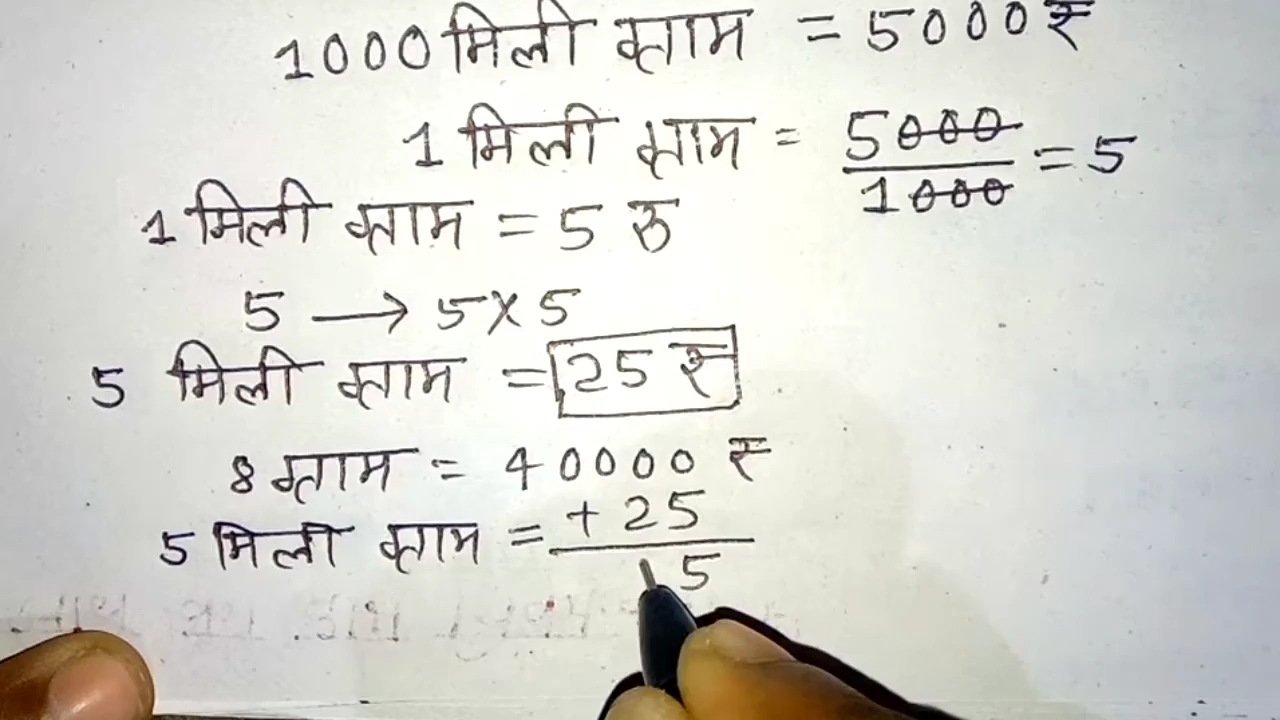 1000 मिली ग्राम = 5000 ₹
1 मिली ग्राम = 5000/1000 = 5
1 मिली ग्राम = 5 रु
5 → 5×5
5 मिली ग्राम = 25 ₹
8 ग्राम = 40000 ₹
5 मिली ग्राम = + 25
5